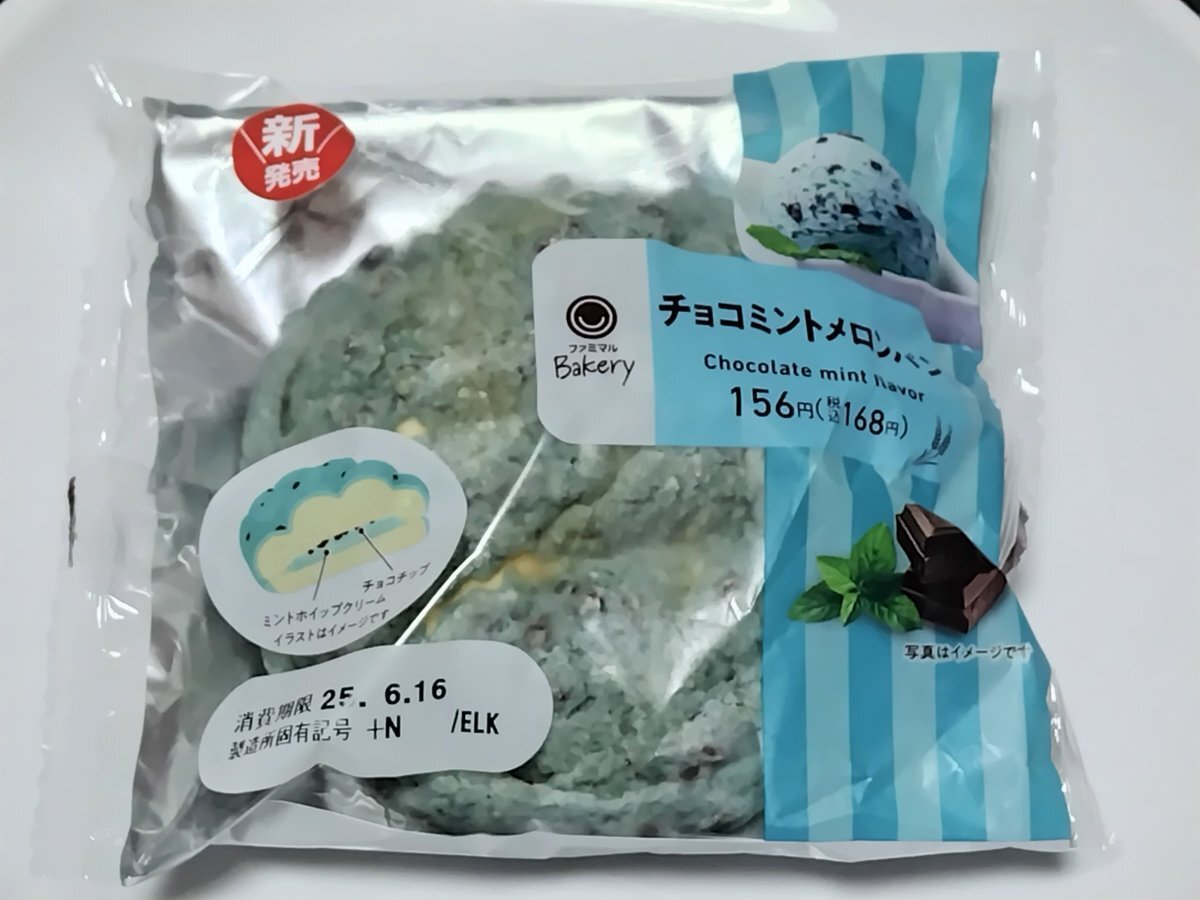 新
発売
ファミマル
Bakery
チョコミントメロンパン
Chocolate mint flavor
156円(税込168円)
チョコチップ
ミントホイップクリーム
イラストはイメージです
写真はイメージです
消費期限 25. 6.16
製造所固有記号 +N /ELK